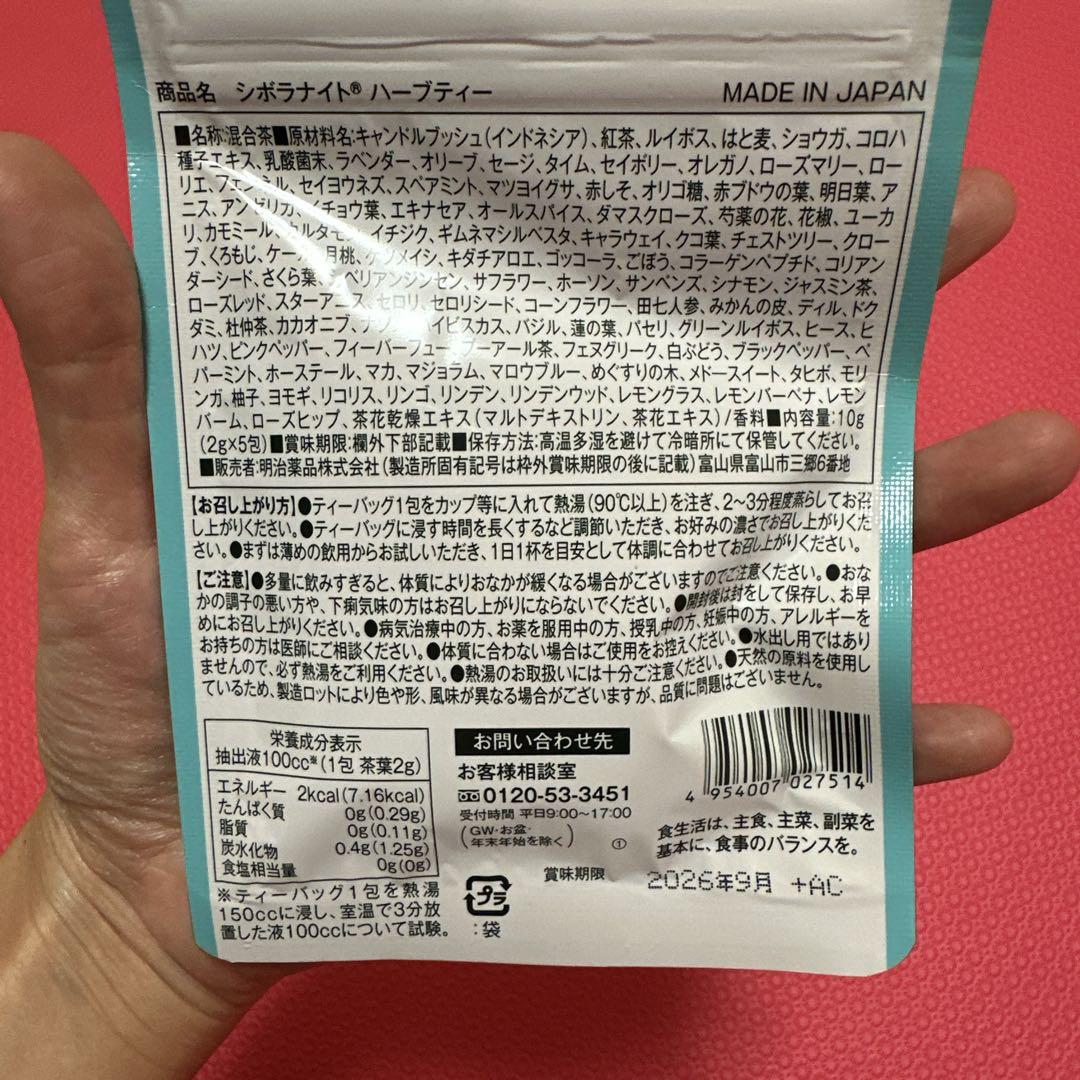 商品名 シボラナイト® ハーブティー MADE IN JAPAN
■名称:混合茶■原材料名:キャンドルブッシュ(インドネシア)、紅茶、ルイボス、はと麦、ショウガ、コロハ
種子エキス、乳酸菌末、ラベンダー、オリーブ、セージ、タイム、セイボリー、オレガノ、ローズマリー、ロー
リエ、フェンネル、セイヨウネズ、スペアミント、マツヨイグサ、赤しそ、オリゴ糖、赤ブドウの葉、明日葉、ア
ニス、アンゼリカ、イチョウ葉、エキナセア、オールスパイス、ダマスクローズ、芍薬の花、花椒、ユーカ
リ、カモミール、カルダモン、イチジク、ギムネマシルベスタ、キャラウェイ、クコ葉、チェストツリー、クロー
ブ、くろもじ、ケール、月桃、ケツメイシ、キダチアロエ、ゴッコーラ、ごぼう、コラーゲンペプチド、コリアン
ダーシード、さくら葉、シベリアンジンセン、サフラワー、ホーソン、サンペンズ、シナモン、ジャスミン茶、
ローズレッド、スターアニス、セロリ、セロリシード、コーンフラワー、田七人参、みかんの皮、ディル、ドク
ダミ、杜仲茶、カカオニブ、ハイビスカス、バジル、蓮の葉、パセリ、グリーンルイボス、ヒース、ヒ
ハツ、ピンクペッパー、フィーバーフュー、プーアール茶、フェヌグリーク、白ぶどう、ブラックペッパー、ペ
パーミント、ホーステール、マカ、マジョラム、マロウブルー、めぐすりの木、メドースイート、タヒボ、モリ
ンガ、柚子、ヨモギ、リコリス、リンゴ、リンデン、リンデンウッド、レモングラス、レモンバーベナ、レモン
バーム、ローズヒップ、茶花乾燥エキス(マルトデキストリン、茶花エキス)/香料■内容量:10g
(2g×5包)■賞味期限:欄外下部記載■保存方法:高温多湿を避けて冷暗所にて保管してください。
■販売者:明治薬品株式会社(製造所固有記号は枠外賞味期限の後に記載)富山県富山市三郷6番地
【お召し上がり方】●ティーバッグ1包をカップ等に入れて熱湯(90℃以上)を注ぎ、2〜3分程度蒸らしてお召
し上がりください。●ティーバッグに浸す時間を長くするなど調節いただき、お好みの濃さでお召し上がりくだ
さい。●まずは薄めの飲用からお試しいただき、1日1杯を目安として体調に合わせてお召し上がりください。
【ご注意】●多量に飲みすぎると、体質によりおなかが緩くなる場合がございますのでご注意ください。●おな
かの調子の悪い方や、下痢気味の方はお召し上がりにならないでください。●開封後は封をして保存し、お早
めにお召し上がりください。●病気治療中の方、お薬を服用中の方、授乳中の方、妊娠中の方、アレルギーを
お持ちの方は医師にご相談ください。●体質に合わない場合はご使用をお控えください。●水出し用ではあり
ませんので、必ず熱湯をご利用ください。●熱湯のお取扱いには十分ご注意ください。●天然の原料を使用し
ているため、製造ロットにより色や形、風味が異なる場合がございますが、品質に問題はございません。
栄養成分表示
抽出液100cc※(1包 茶葉2g)
エネルギー 2kcal(7.16kcal)
たんぱく質 0g(0.29g)
脂質 0g(0.11g)
炭水化物 0.4g(1.25g)
食塩相当量 0g(0g)
※ティーバッグ1包を熱湯
150ccに浸し、室温で3分放
置した液100ccについて試験。
お問い合わせ先
お客様相談室
0120-53-3451
受付時間 平日9:00〜17:00
(GW・お盆・
年末年始を除く) ①
賞味期限 2026年9月 +AC
プラ
:袋
4 954007 027514
食生活は、主食、主菜、副菜を
基本に、食事のバランスを。